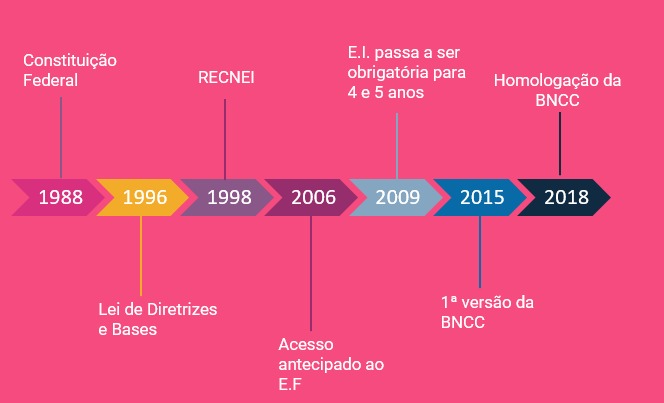 Constituição
Federal
RECNEI
E.I. passa a ser
obrigatória para
4 e 5 anos
Homologação da
BNCC
1988
1996
1998
2006
2009
2015
2018
Lei de Diretrizes
e Bases
Acesso
antecipado ao
E.F
1ª versão da
BNCC